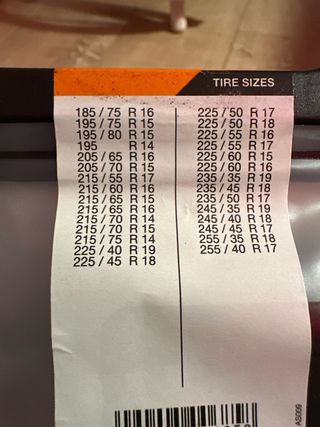 TIRE SIZES
185 / 75 R 16
195 / 75 R 15
195 / 80 R 15
195 R 14
205 / 65 R 16
205 / 70 R 15
215 / 55 R 17
215 / 60 R 16
215 / 65 R 15
215 / 65 R 16
215 / 70 R 14
215 / 70 R 15
215 / 75 R 14
225 / 40 R 19
225 / 45 R 18
225 / 50 R 17
225 / 50 R 18
225 / 55 R 16
225 / 55 R 17
225 / 60 R 15
225 / 60 R 16
235 / 35 R 19
235 / 45 R 18
235 / 50 R 17
245 / 35 R 19
245 / 40 R 18
245 / 45 R 17
255 / 35 R 18
255 / 40 R 17
AS009